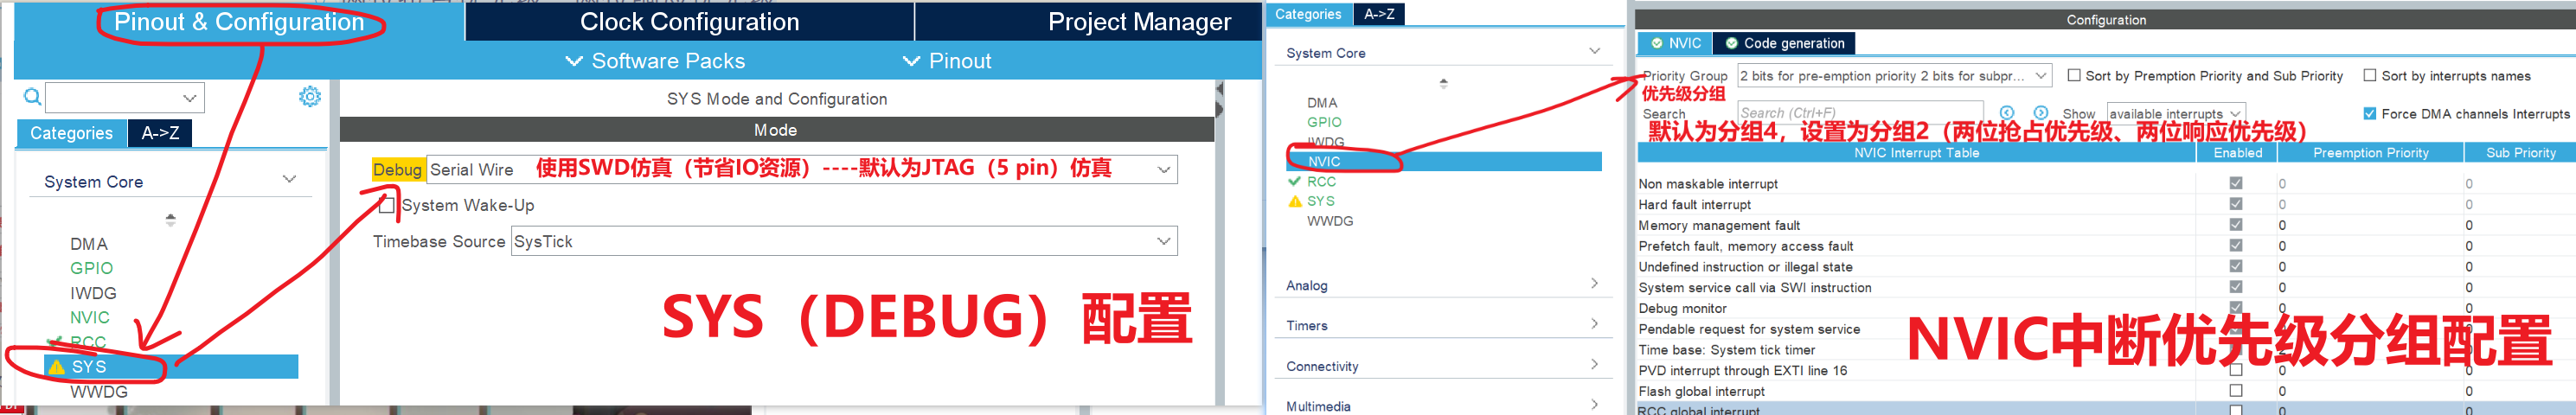 Pinout & Configuration
Clock Configuration
Project Manager
Software Packs
Pinout
Categories
A->Z
System Core
DMA
GPIO
IWDG
NVIC
RCC
SYS
WWDG
SYS Mode and Configuration
Mode
Debug Serial Wire 使用SWD仿真（节省IO资源）----默认为JTAG（5 pin）仿真
System Wake-Up
Timebase Source SysTick
SYS（DEBUG）配置
Categories
A->Z
System Core
DMA
GPIO
IWDG
NVIC
RCC
SYS
WWDG
Analog
Timers
Connectivity
Multimedia
Configuration
NVIC
Code generation
Priority Group 2 bits for pre-emption priority 2 bits for subpr... Sort by Premption Priority and Sub Priority Sort by interrupts names
优先级分组
Search Search (Ctrl+F) Show available interrupts Force DMA channels Interrupts
默认为分组4，设置为分组2（两位抢占优先级、两位响应优先级）
NVIC Interrupt Table Enabled Preemption Priority Sub Priority
Non maskable interrupt 0 0
Hard fault interrupt 0 0
Memory management fault 0 0
Prefetch fault, memory access fault 0 0
Undefined instruction or illegal state 0 0
System service call via SWI instruction 0 0
Debug monitor 0 0
Pendable request for system service
Time base: System tick timer
PVD interrupt through EXTI line 16
Flash global interrupt 0 0
RCC global interrupt 0 0
NVIC中断优先级分组配置